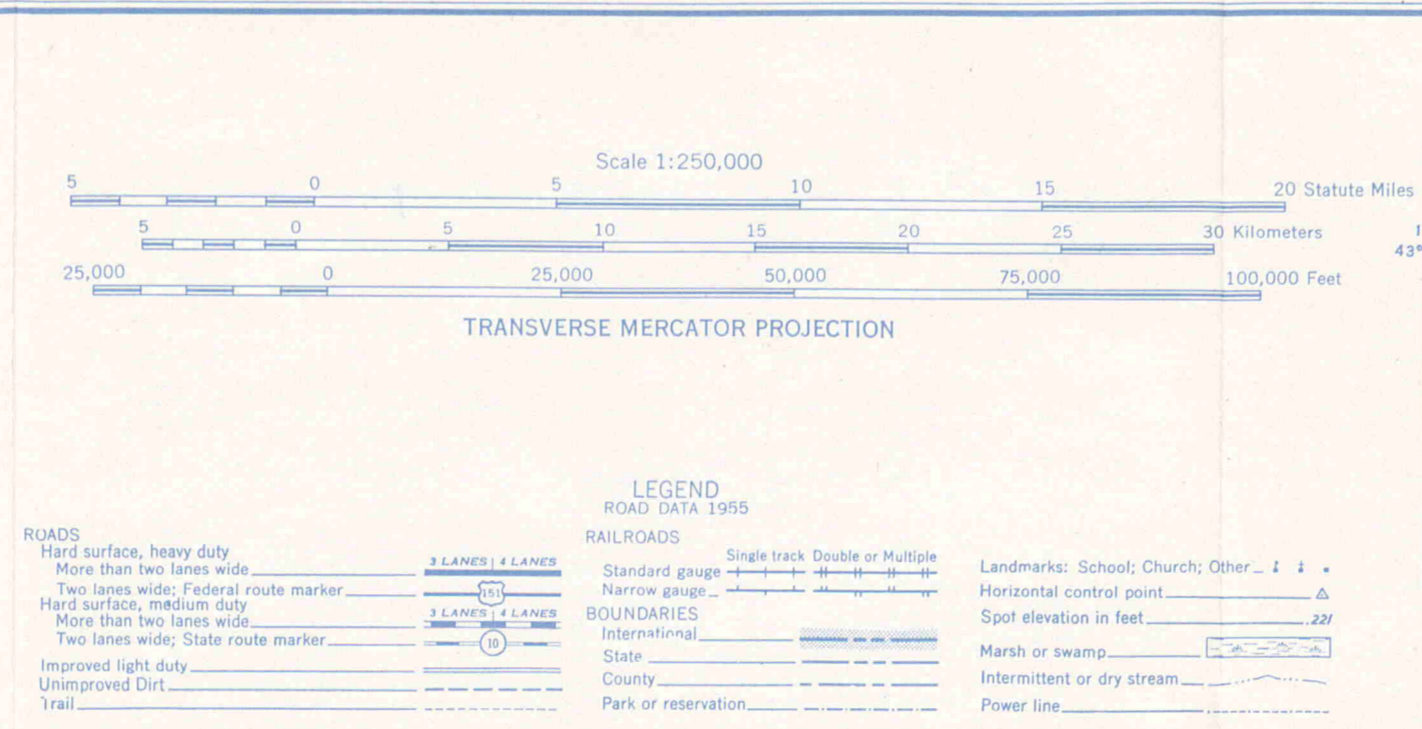 Scale 1:250,000
5 0 5 10 15 20 Statute Miles
5 0 5 10 15 20 25 30 Kilometers
25,000 0 25,000 50,000 75,000 100,000 Feet
43°
TRANSVERSE MERCATOR PROJECTION
LEGEND
ROAD DATA 1955
ROADS
Hard surface, heavy duty
More than two lanes wide 3 LANES | 4 LANES
Two lanes wide; Federal route marker 151
Hard surface, medium duty
More than two lanes wide 3 LANES | 4 LANES
Two lanes wide; State route marker 10
Improved light duty
Unimproved Dirt
Trail
RAILROADS
Single track Double or Multiple
Standard gauge
Narrow gauge
BOUNDARIES
International
State
County
Park or reservation
Landmarks: School; Church; Other
Horizontal control point
Spot elevation in feet .221
Marsh or swamp
Intermittent or dry stream
Power line